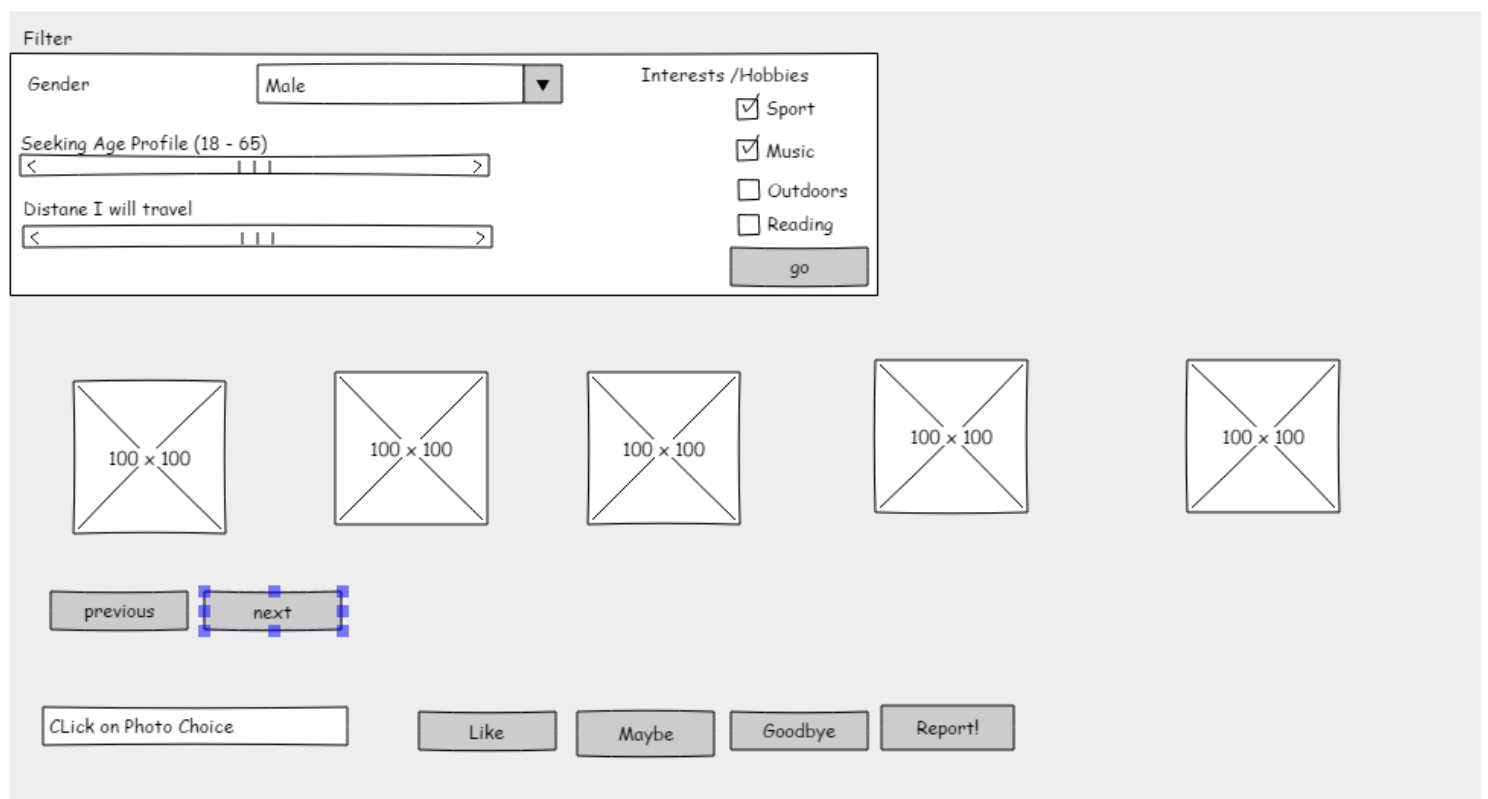 Filter
Gender
Male
Interests /Hobbies
Sport
Seeking Age Profile (18 - 65)
Music
Outdoors
Distane I will travel
Reading
go
100 x 100
100 x 100
100 x 100
100 x 100
100 x 100
previous
next
CLick on Photo Choice
Like
Maybe
Goodbye
Report!